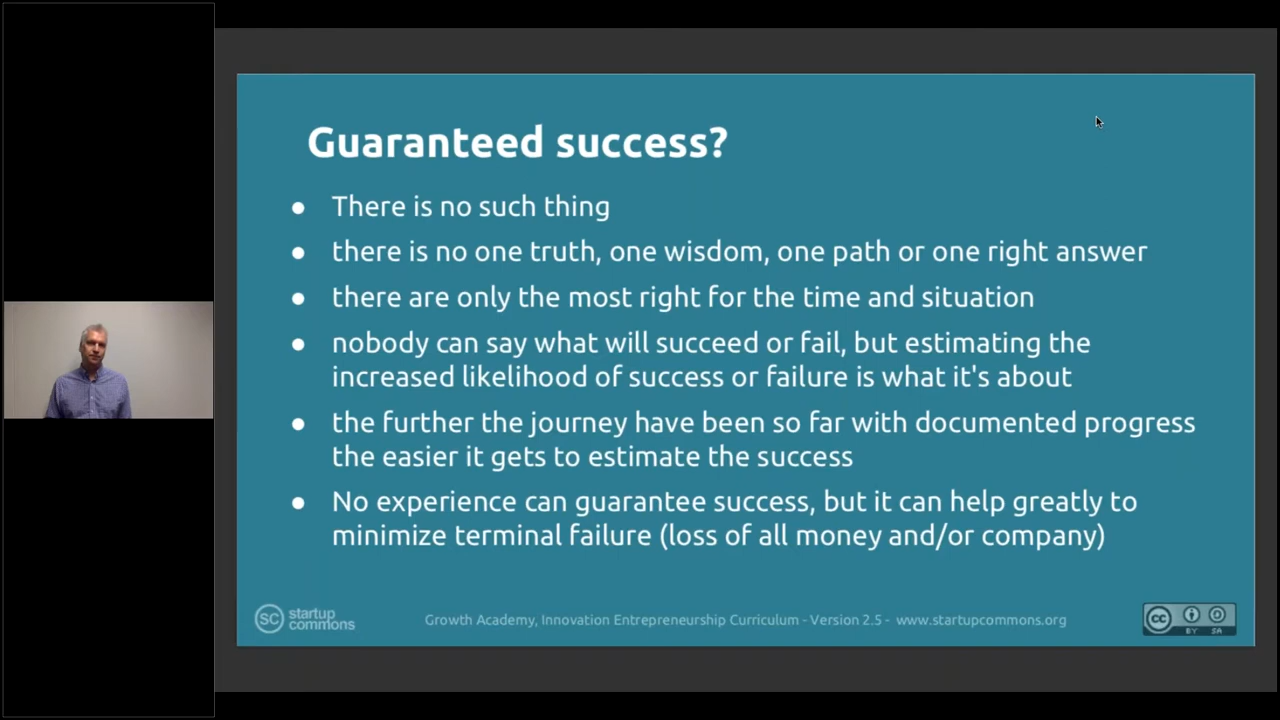 Guaranteed success?
● There is no such thing
● there is no one truth, one wisdom, one path or one right answer
● there are only the most right for the time and situation
● nobody can say what will succeed or fail, but estimating the
increased likelihood of success or failure is what it's about
● the further the journey have been so far with documented progress
the easier it gets to estimate the success
● No experience can guarantee success, but it can help greatly to
minimize terminal failure (loss of all money and/or company)
SC startup
commons
Growth Academy, Innovation Entrepreneurship Curriculum - Version 2.5 - www.startupcommons.org
cc
BY SA